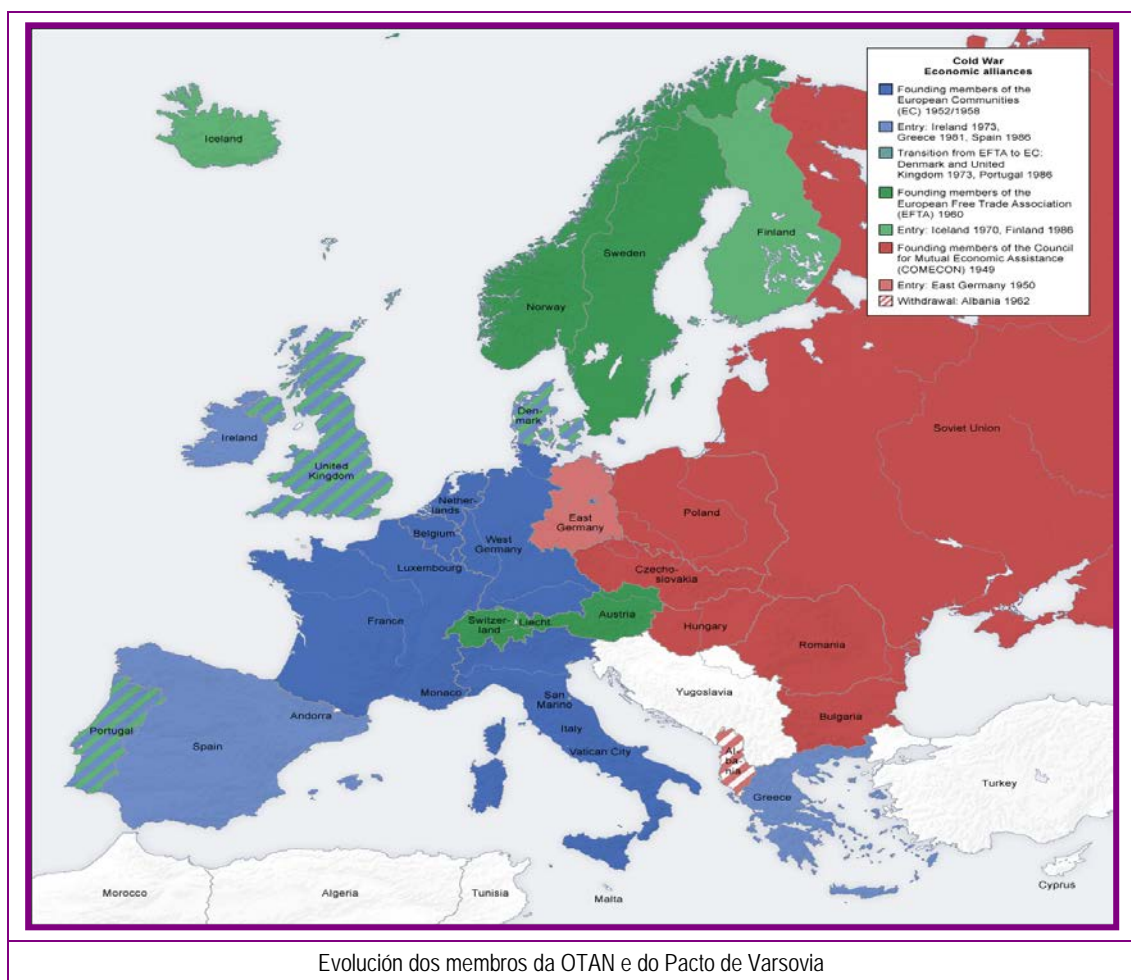 Cold War
Economic alliances
Founding members of the
European Communities
(EC) 1952/1958
Entry: Ireland 1973,
Greece 1981, Spain 1986
Transition from EFTA to EC:
Denmark and United
Kingdom 1973, Portugal 1986
Founding members of the
European Free Trade Association
(EFTA) 1960
Entry: Iceland 1970, Finland 1986
Founding members of the Council
for Mutual Economic Assistance
(COMECON) 1949
Entry: East Germany 1950
Withdrawal: Albania 1962
Iceland
Finland
Sweden
Norway
Den-
mark
Ireland
United
Kingdom
Soviet Union
Nether-
lands
Belgium
West
Germany
East
Germany
Poland
Luxembourg
Czecho-
slovakia
France
Switzer-
land
Liecht
Austria
Hungary
Romania
Monaco
San
Marino
Yugoslavia
Andorra
Italy
Bulgaria
Portugal
Spain
Vatican City
Al-
ba-
nia
Greece
Turkey
Morocco
Algeria
Tunisia
Malta
Cyprus
Evolución dos membros da OTAN e do Pacto de Varsovia